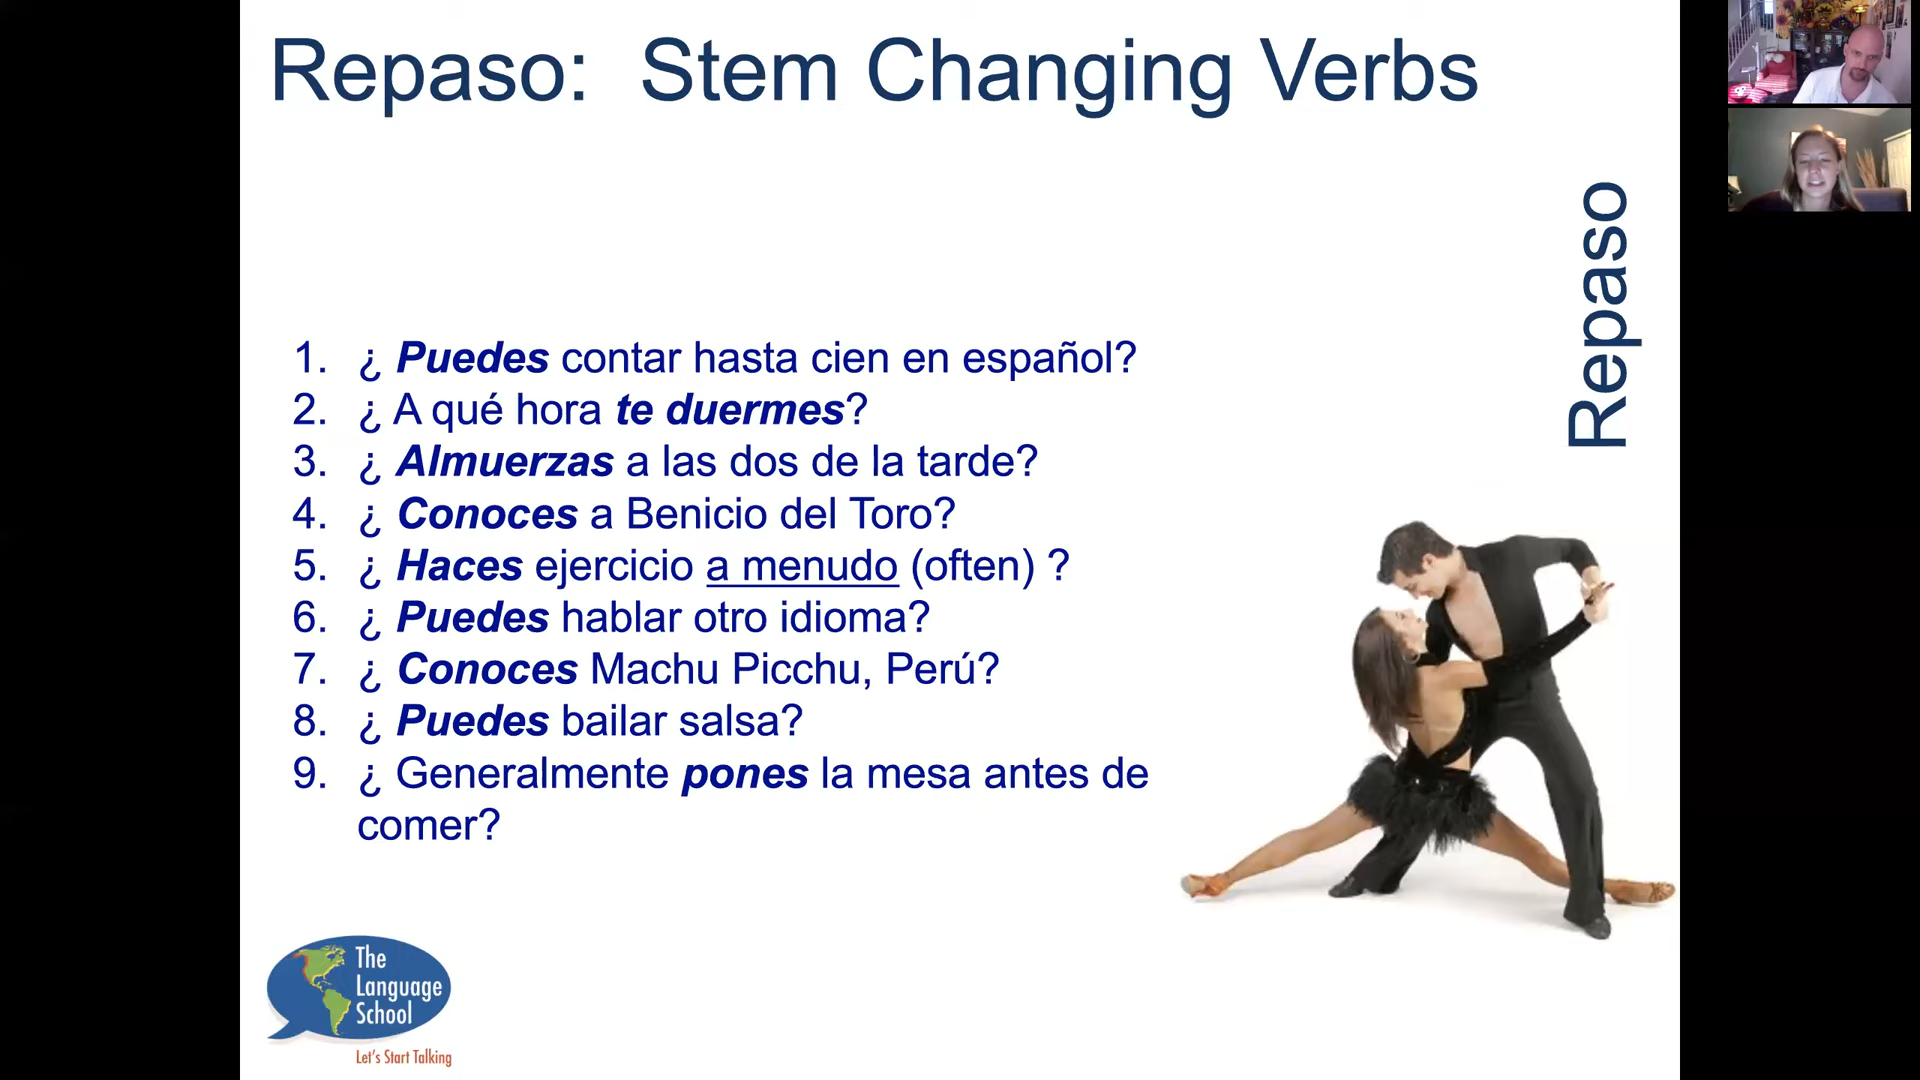 Repaso:  Stem Changing Verbs
Repaso
1. ¿ Puedes contar hasta cien en español?
2. ¿ A qué hora te duermes?
3. ¿ Almuerzas a las dos de la tarde?
4. ¿ Conoces a Benicio del Toro?
5. ¿ Haces ejercicio a menudo (often) ?
6. ¿ Puedes hablar otro idioma?
7. ¿ Conoces Machu Picchu, Perú?
8. ¿ Puedes bailar salsa?
9. ¿ Generalmente pones la mesa antes de
comer?
The
Language
School
Let's Start Talking